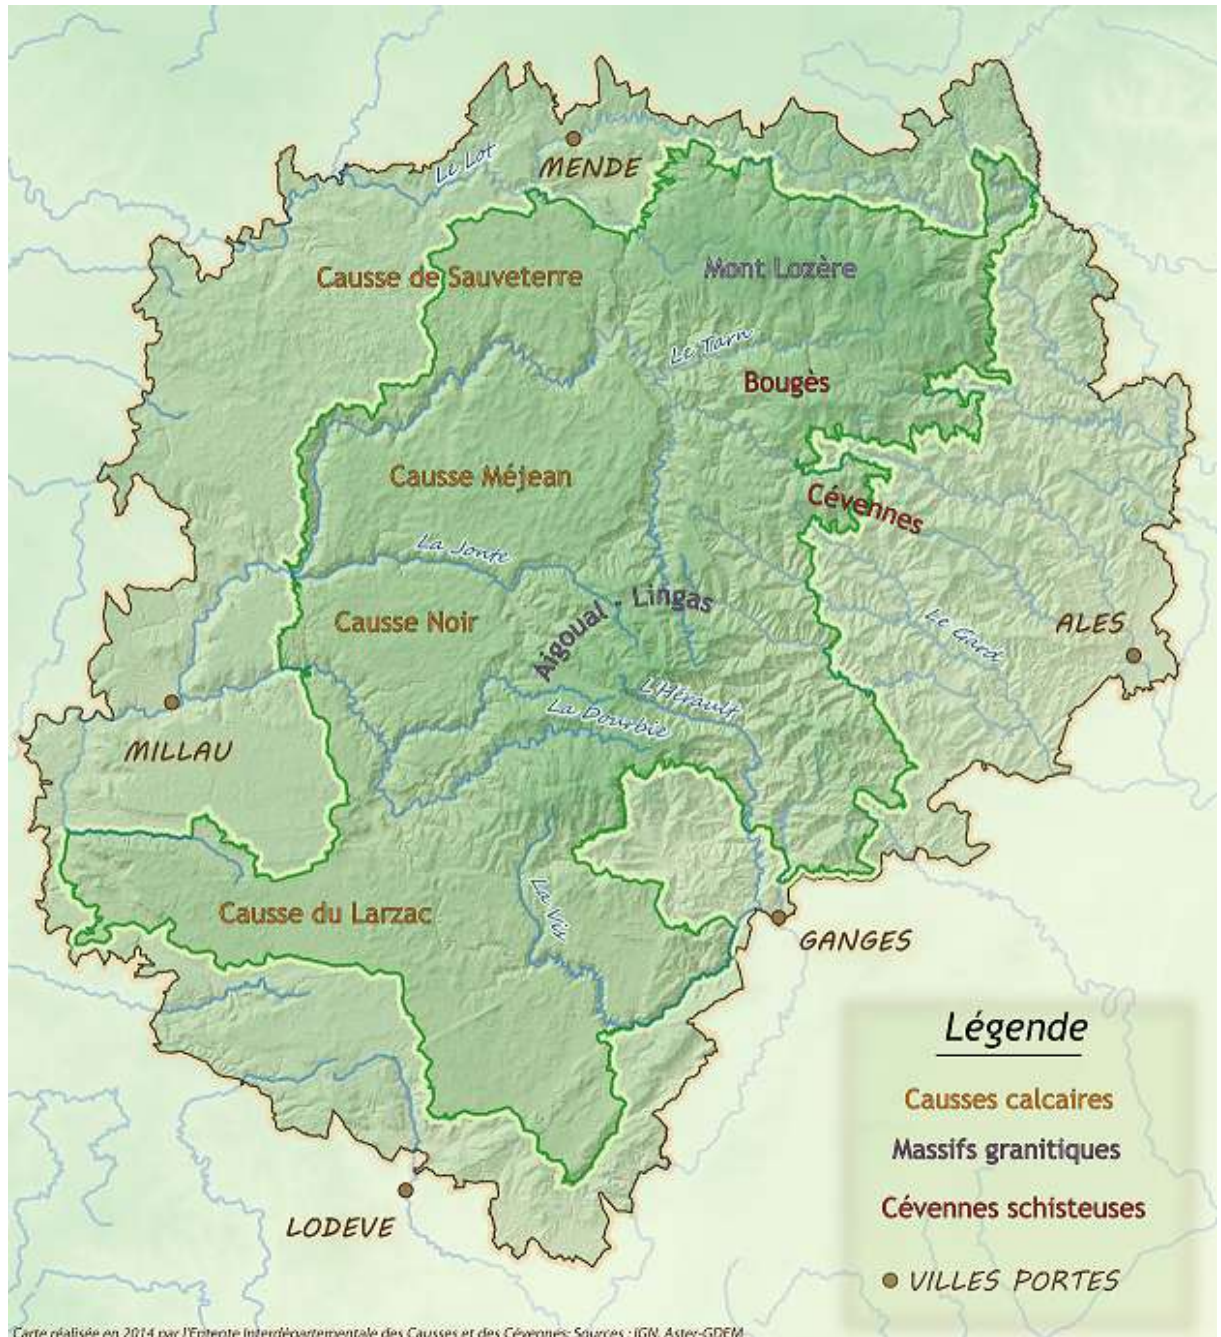 Le Lot
MENDE
Causse de Sauveterre
Mont Lozère
Le Tarn
Bougès
Causse Méjean
Cévennes
La Jonte
Aigoual - Lingas
Causse Noir
Le Gard
ALES
L'Hérault
La Dourbie
MILLAU
La Vis
Causse du Larzac
GANGES
LODEVE
Légende
Causses calcaires
Massifs granitiques
Cévennes schisteuses
VILLES PORTES
Carte réalisée en 2014 par l'Entente Interdépartementale des Causses et des Cévennes; Sources : IGN, Aster-GDEM